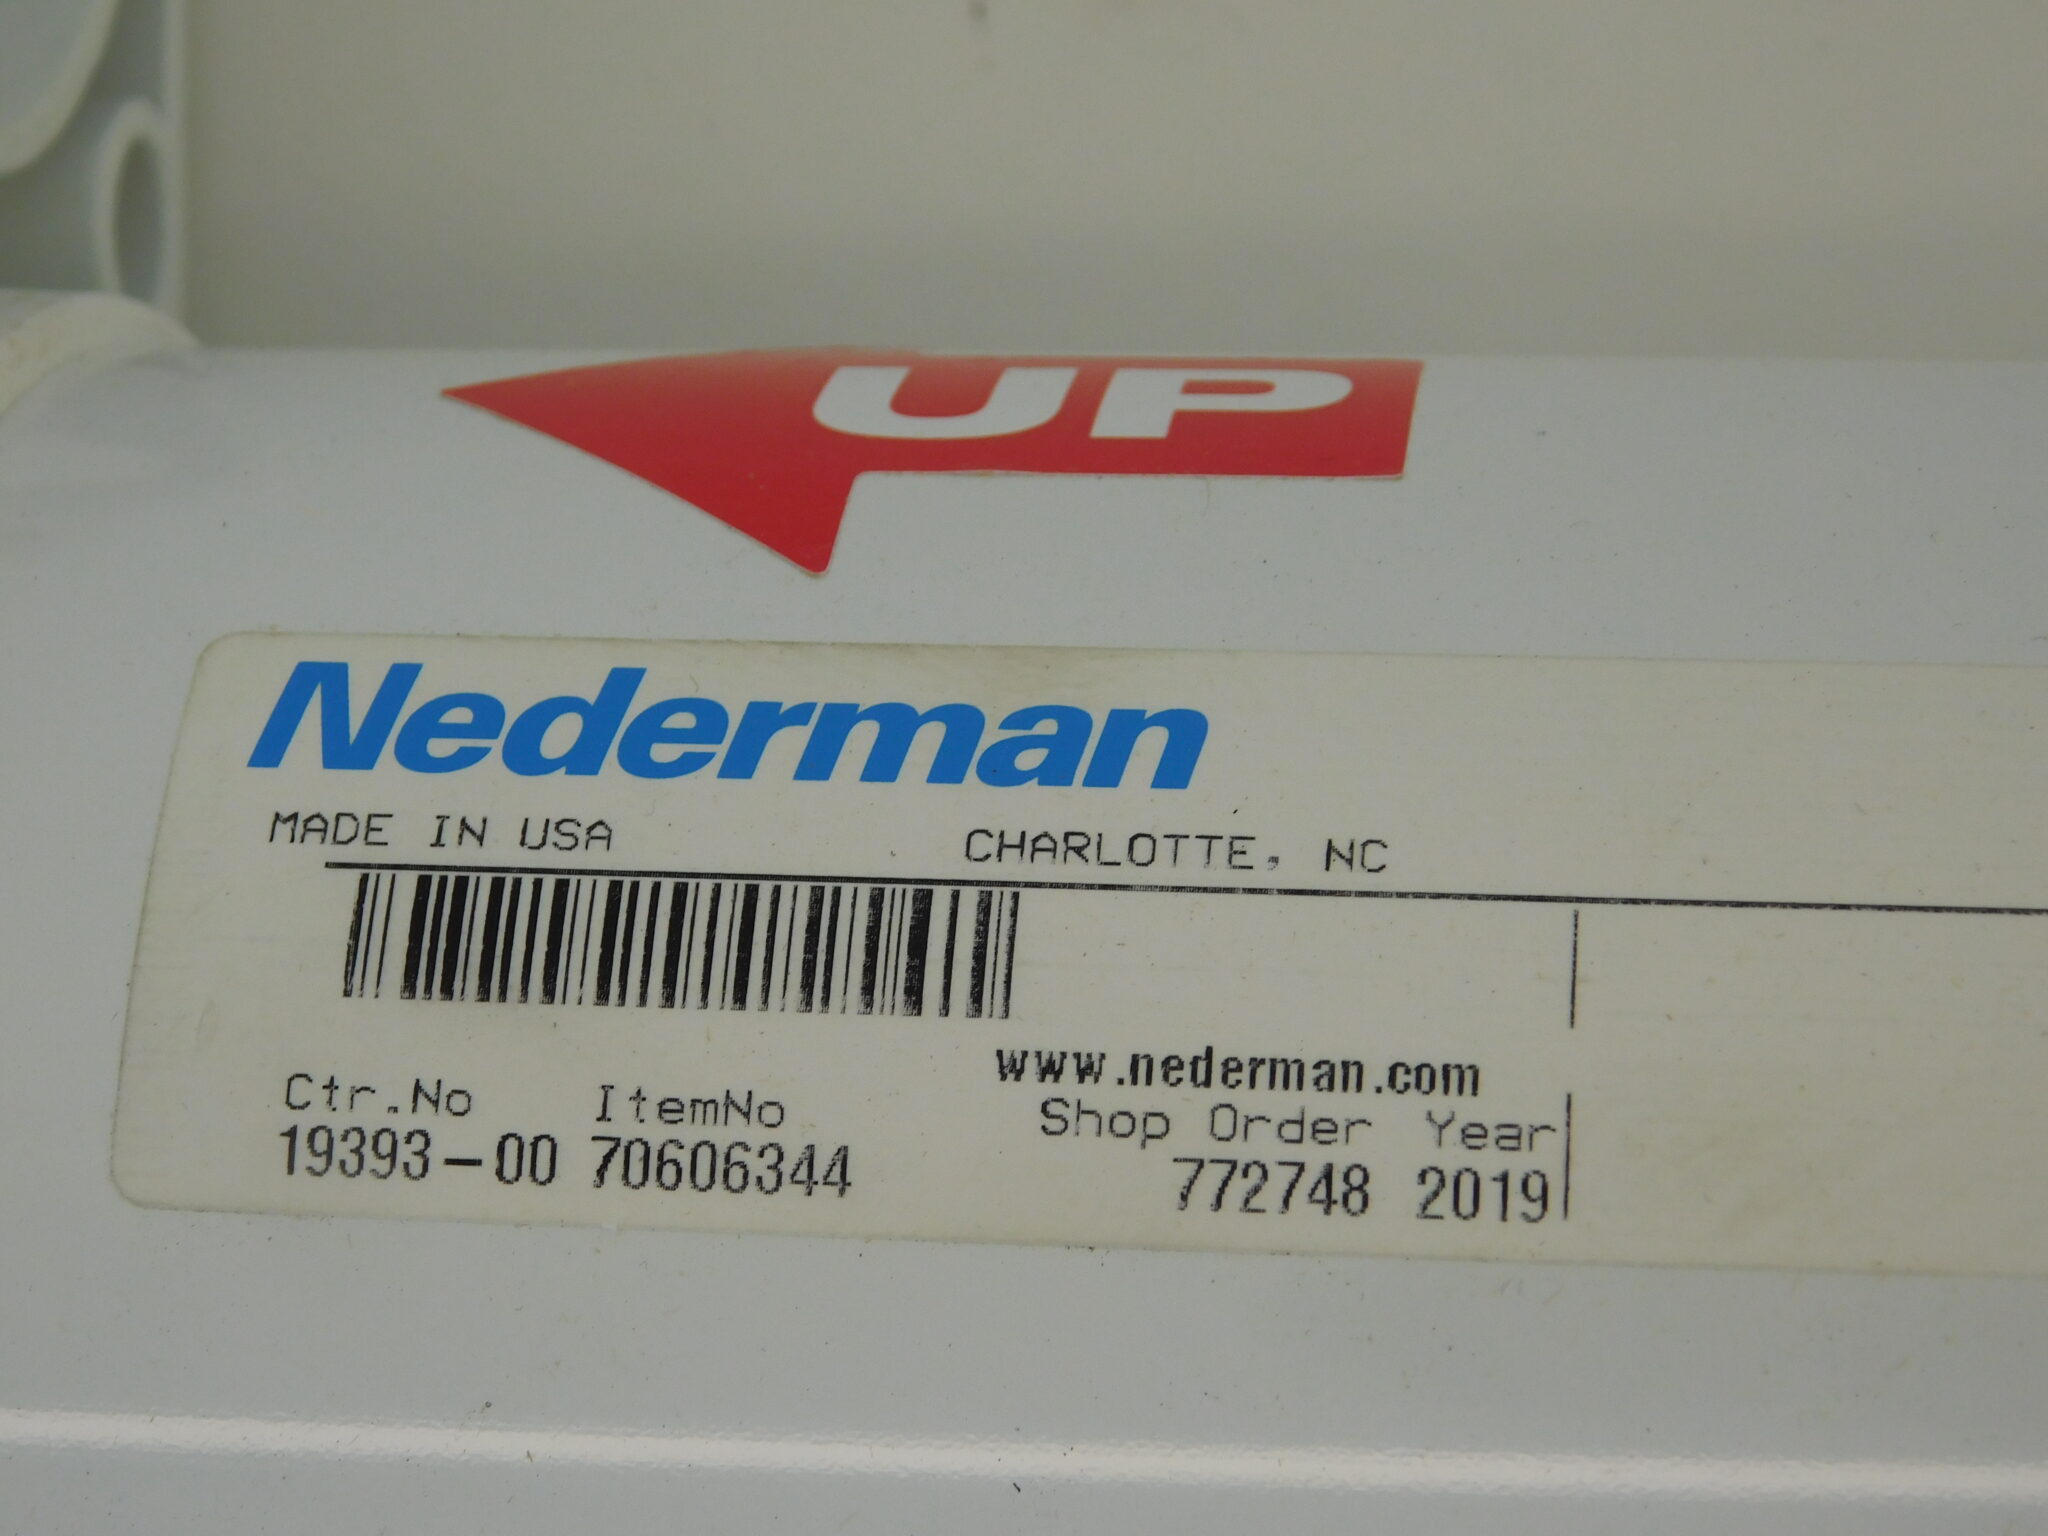 UP
Nederman
MADE IN USA CHARLOTTE, NC
www.nederman.com
Ctr.No ItemNo Shop Order Year
19393-00 70606344 772748 2019